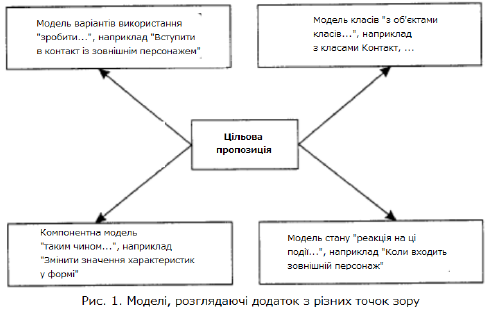 Модель варіантів використання
"зробити...", наприклад "Вступити
в контакт із зовнішнім персонажем"
Модель класів "з об'єктами
класів...", наприклад
з класами Контакт, ...
Цільова
пропозиція
Компонентна модель
"таким чином...", наприклад
"Змінити значення характеристик
у формі"
Модель стану "реакція на ці
події...", наприклад "Коли входить
зовнішній персонаж"
Рис. 1. Моделі, розглядаючі додаток з різних точок зору